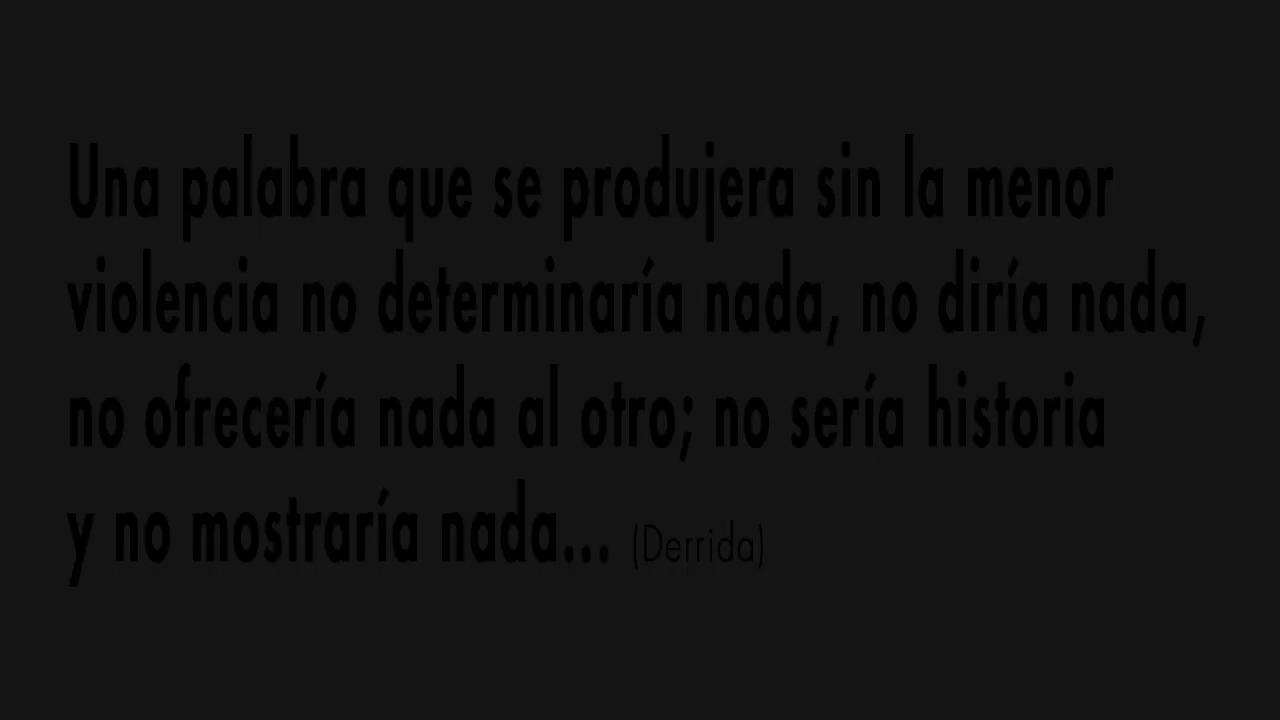 Una palabra que se produjera sin la menor
violencia no determinaría nada, no diría nada,
no ofrecería nada al otro; no sería historia
y no mostraría nada... (Derrida)